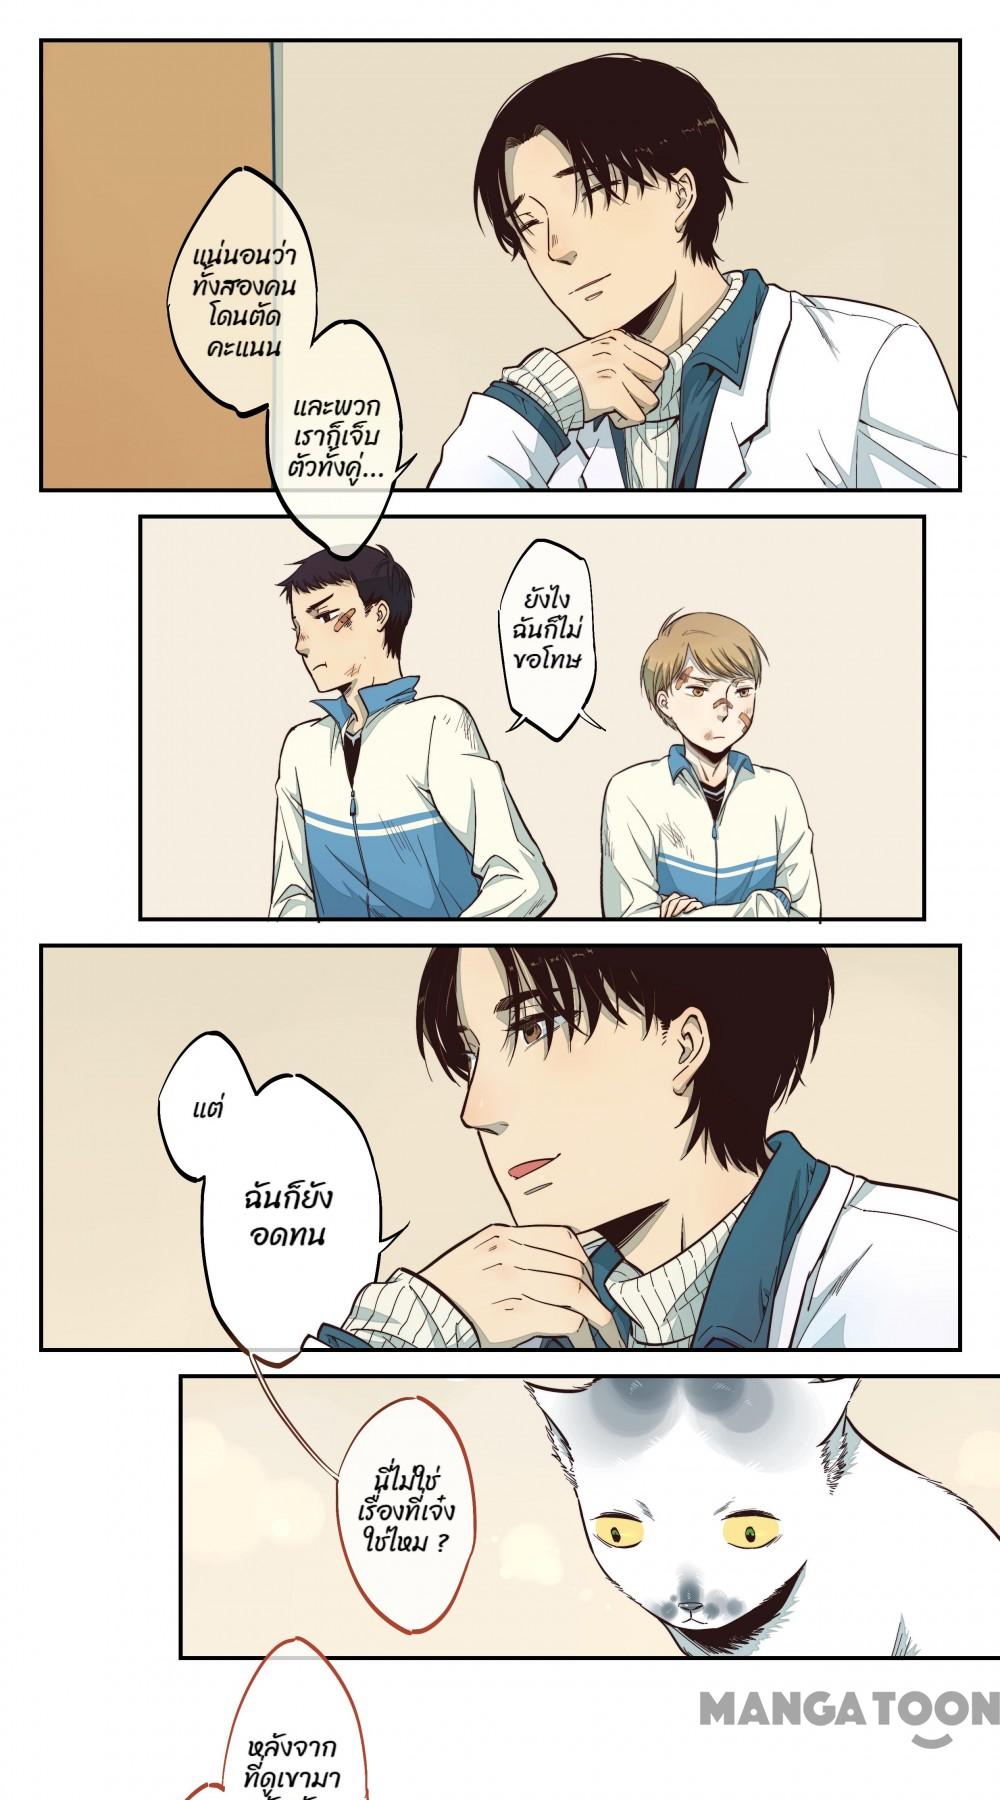 แน่นอนว่า
ทั้งสองคน
โดนตัด
คะแนน
และพวก
เราก็เจ็บ
ตัวทั้งคู่...
ยังไง
ฉันก็ไม่
ขอโทษ
แต่
ฉันก็ยัง
อดทน
นี่ไม่ใช่
เรื่องที่เจ๋ง
ใช่ไหม ?
MANGATOON
หลังจาก
ที่ดูเขามา